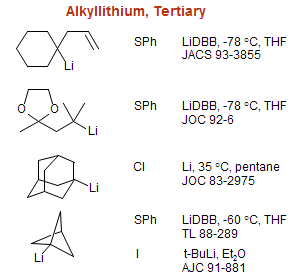 Alkyllithium, Tertiary
Li
SPh
LiDBB, -78 °C, THF
JACS 93-3855
O O
Li
SPh
LiDBB, -78 °C, THF
JOC 92-6
Li
Cl
Li, 35 °C, pentane
JOC 83-2975
Li
SPh
LiDBB, -60 °C, THF
TL 88-289
I
t-BuLi, Et₂O
AJC 91-881